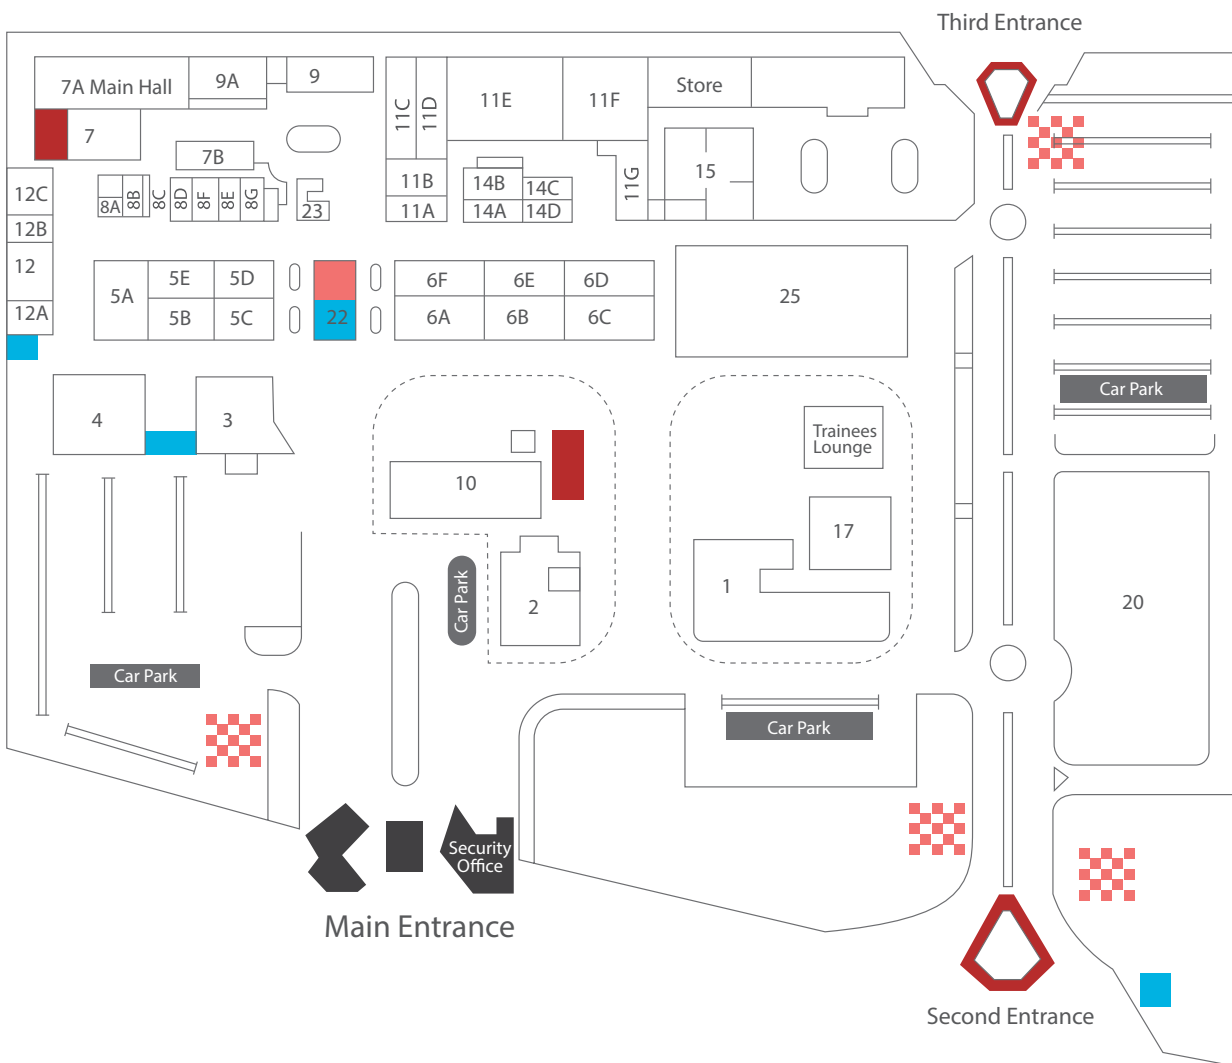 Third Entrance
7A Main Hall
9A
9
11C
11D
11E
11F
Store
7
7B
15
12C
8A
8B
8C
8D
8F
8E
8G
23
11B
11A
14B
14C
14A
14D
11G
12B
12
12A
5A
5E
5D
5B
5C
22
6F
6E
6D
6A
6B
6C
25
Car Park
4
3
Trainees
Lounge
10
17
1
2
Car Park
20
Car Park
Car Park
Security
Office
Main Entrance
Second Entrance